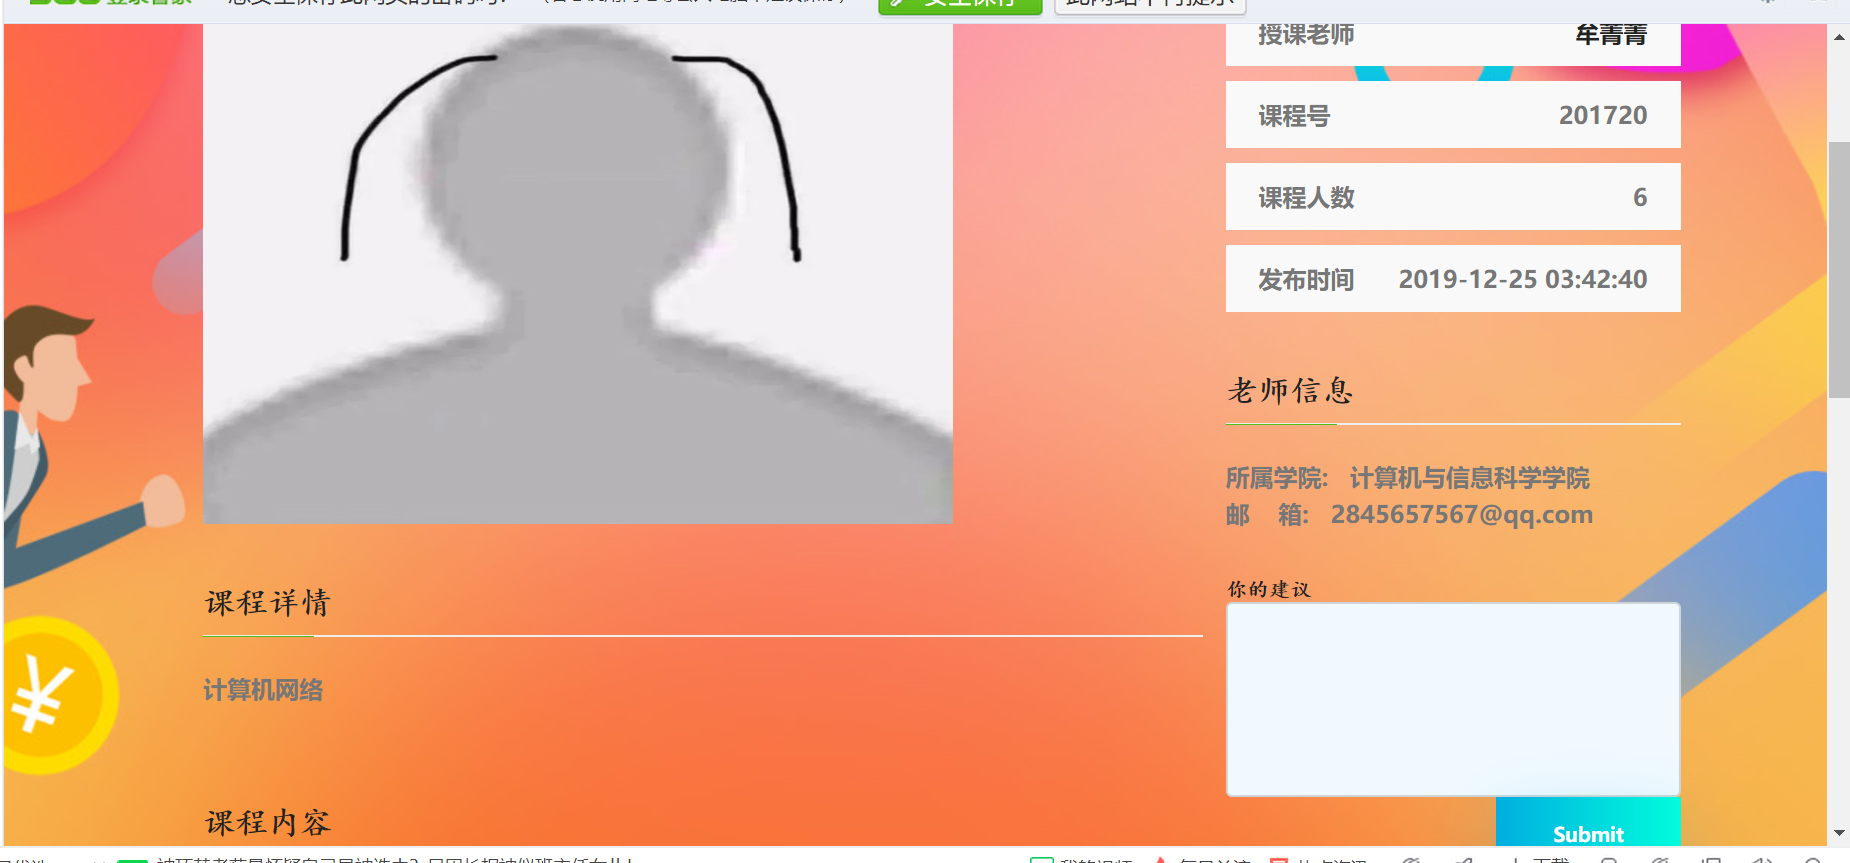 授课老师 牟菁菁
课程号 201720
课程人数 6
发布时间 2019-12-25 03:42:40
老师信息
所属学院: 计算机与信息科学学院
邮 箱: 2845657567@qq.com
你的建议
Submit
课程详情
计算机网络
课程内容